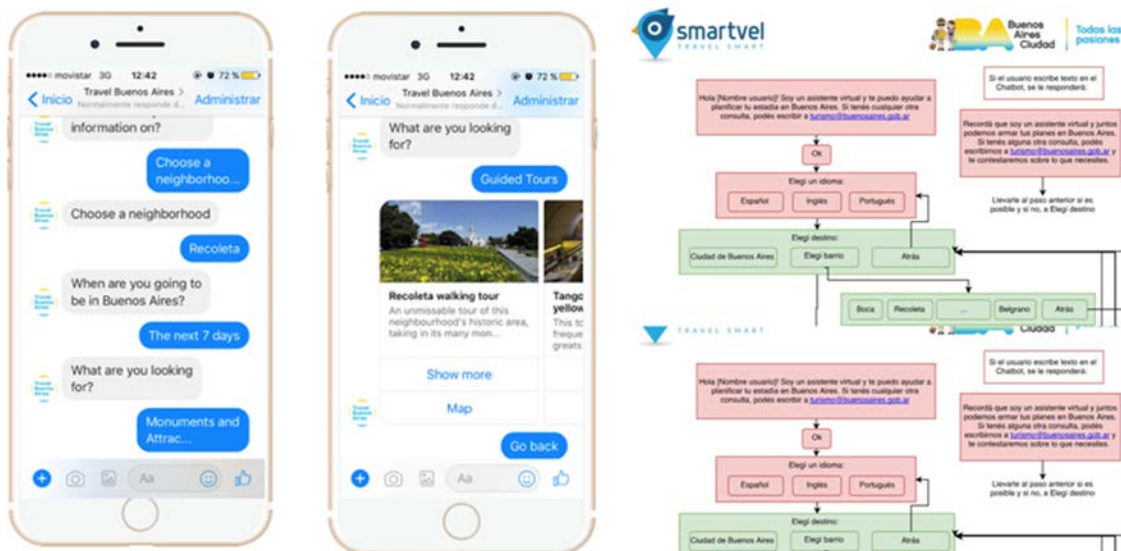 movistar 3G 12:42 72 %
Inicio Travel Buenos Aires > Administrar
Normalmente responde d...
information on?
Choose a
neighborhoo...
Choose a neighborhood
Recoleta
When are you going to
be in Buenos Aires?
The next 7 days
What are you looking
for?
Monuments and
Attrac...
Aa
movistar 3G 12:42 72 %
Inicio Travel Buenos Aires > Administrar
Normalmente responde d...
What are you looking
for?
Guided Tours
Recoleta walking tour
An unmissable tour of this
neighbourhood's historic area,
taking in its many mon...
Show more
Map
Tango
yellow
This to
freque
greats
Go back
Aa
smartvel
TRAVEL SMART
BA Buenos
Aires
Ciudad
Todas las
pasiones
Hola [Nombre usuario]! Soy un asistente virtual y te puedo ayudar a
planificar tu estadía en Buenos Aires. Si tenés cualquier otra
consulta, podés escribir a turismo@buenosaires.gob.ar
Ok
Elegí un idioma:
Español Inglés Portugués
Elegí destino:
Ciudad de Buenos Aires Elegí barrio Atrás
Boca Recoleta ... Belgrano Atrás
Si el usuario escribe texto en el
Chatbot, se le responderá:
Recordá que soy un asistente virtual y juntos
podemos armar tus planes en Buenos Aires.
Si tenés alguna otra consulta, podés
escribirnos a turismo@buenosaires.gob.ar y
te contestaremos sobre lo que necesites.
Llevarle al paso anterior si es
posible y si no, a Elegí destino
TRAVEL SMART
Ciudad
Hola [Nombre usuario]! Soy un asistente virtual y te puedo ayudar a
planificar tu estadía en Buenos Aires. Si tenés cualquier otra
consulta, podés escribir a turismo@buenosaires.gob.ar
Ok
Elegí un idioma:
Español Inglés Portugués
Elegí destino:
Ciudad de Buenos Aires Elegí barrio Atrás
Si el usuario escribe texto en el
Chatbot, se le responderá:
Recordá que soy un asistente virtual y juntos
podemos armar tus planes en Buenos Aires.
Si tenés alguna otra consulta, podés
escribirnos a turismo@buenosaires.gob.ar y
te contestaremos sobre lo que necesites.
Llevarle al paso anterior si es
posible y si no, a Elegí destino